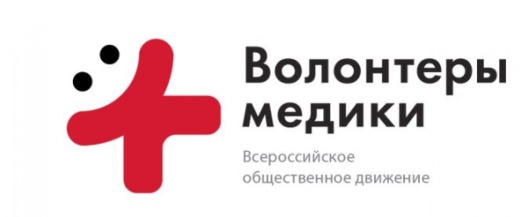 Волонтеры
медики
Всероссийское
общественное движение